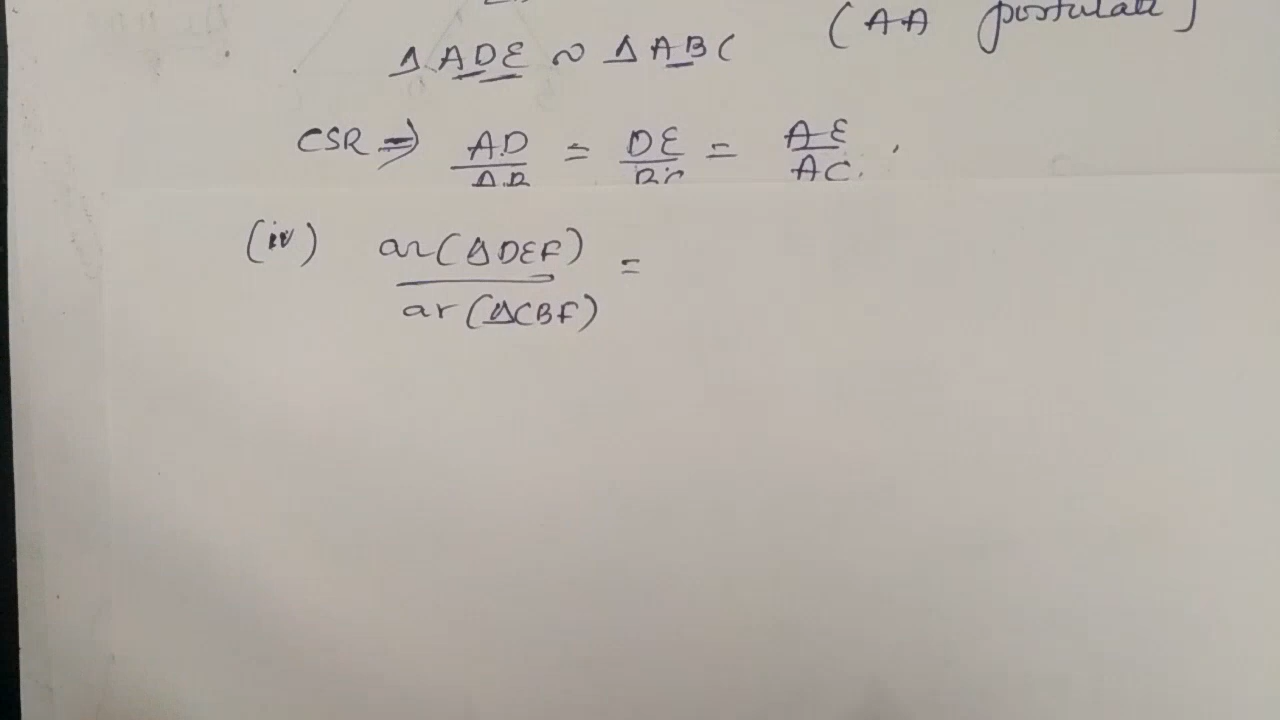 (AA postulate)
Δ ADE ~ Δ ABC
CSR ⇒ AD/AB = DE/BC = AE/AC.
(iv) ar(ΔDEF)/ar(ΔCBF) =